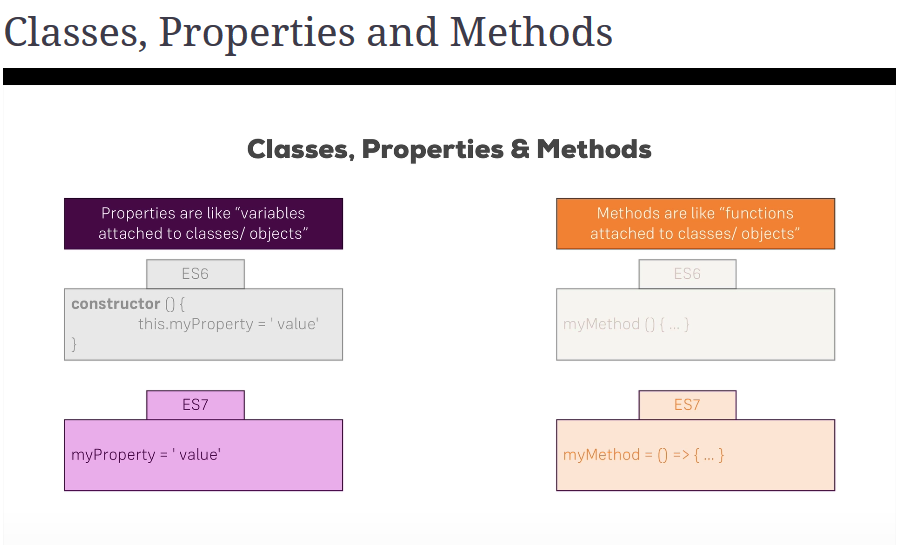 Classes, Properties and Methods
Classes, Properties & Methods
Properties are like “variables
attached to classes/ objects”
ES6
constructor () {
this.myProperty = ' value'
}
ES7
myProperty = ' value'
Methods are like “functions
attached to classes/ objects”
ES6
myMethod () { ... }
ES7
myMethod = () => { ... }